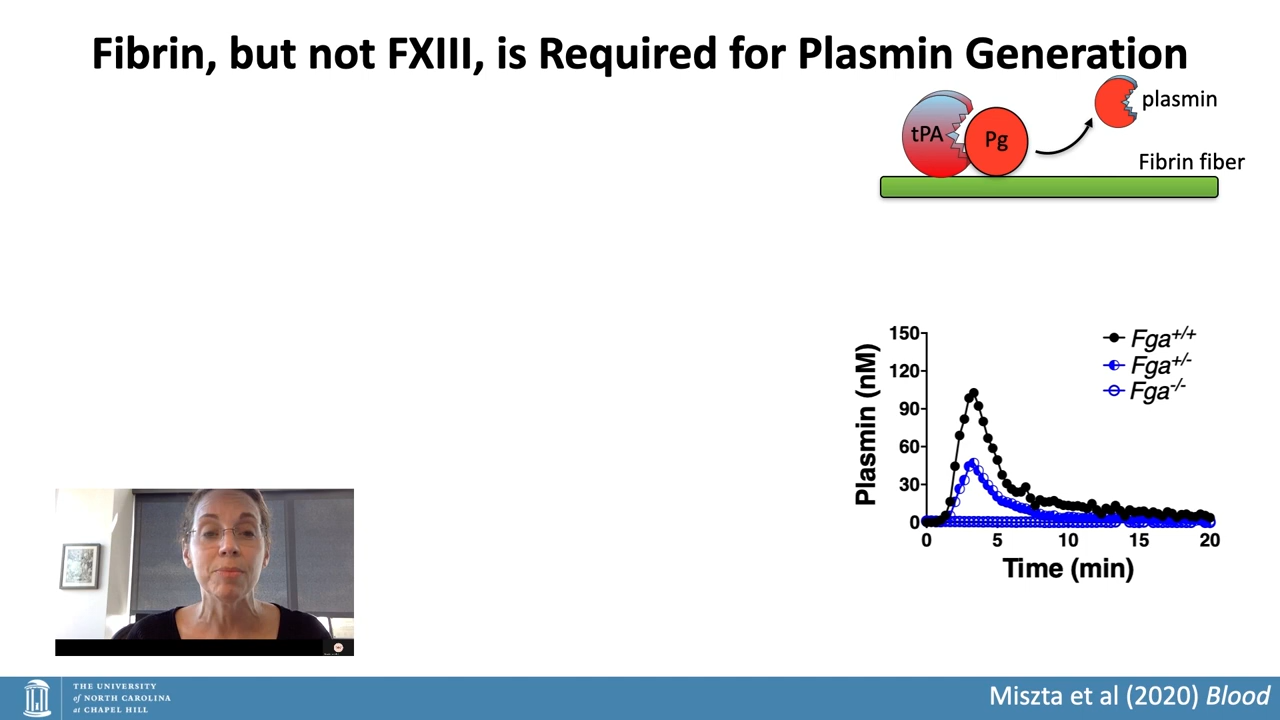 Fibrin, but not FXIII, is Required for Plasmin Generation
plasmin
tPA
Pg
Fibrin fiber
150
120
90
60
30
0
Plasmin (nM)
Fga+/+
Fga+/-
Fga-/-
0 5 10 15 20
Time (min)
THE UNIVERSITY
of NORTH CAROLINA
at CHAPEL HILL
Miszta et al (2020) Blood